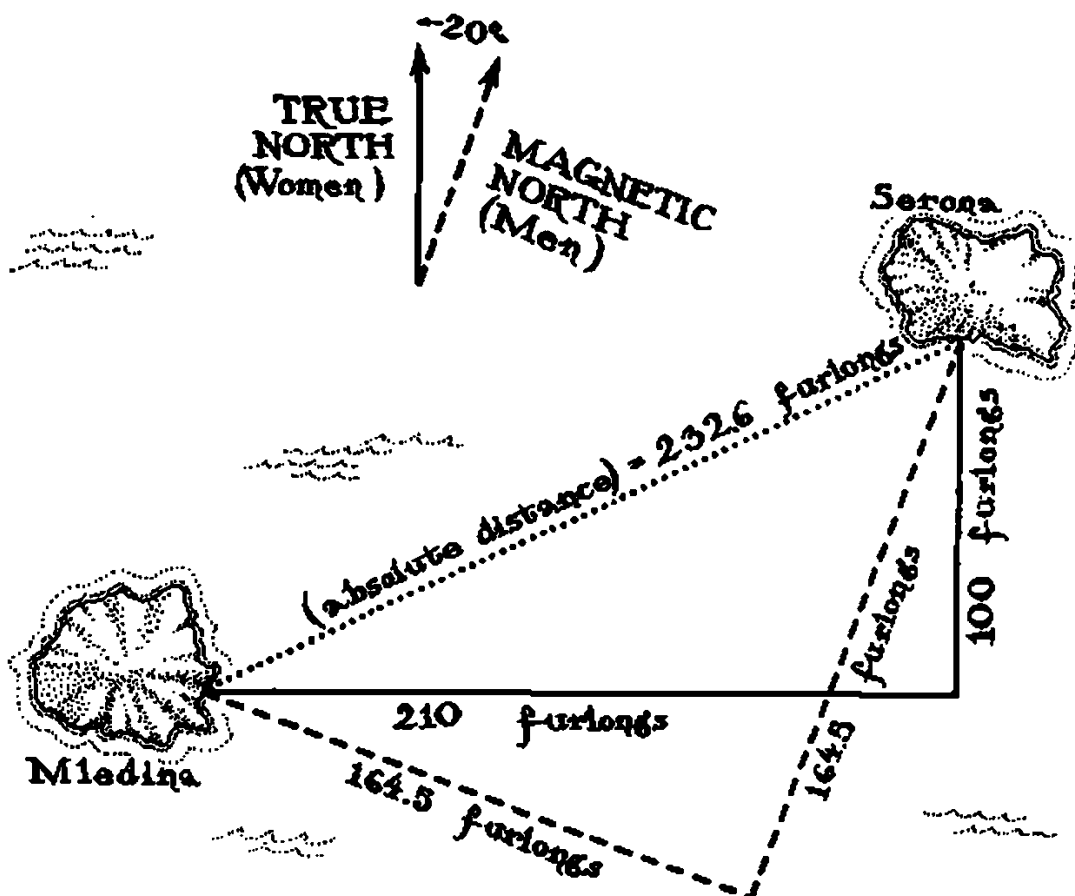 20°
TRUE
NORTH
(Women)
MAGNETIC
NORTH
(Men)
Serona
(absolute distance) = 232.6 furlongs
100 furlongs
210 furlongs
Miedina
164.5 furlongs
164.5 furlongs